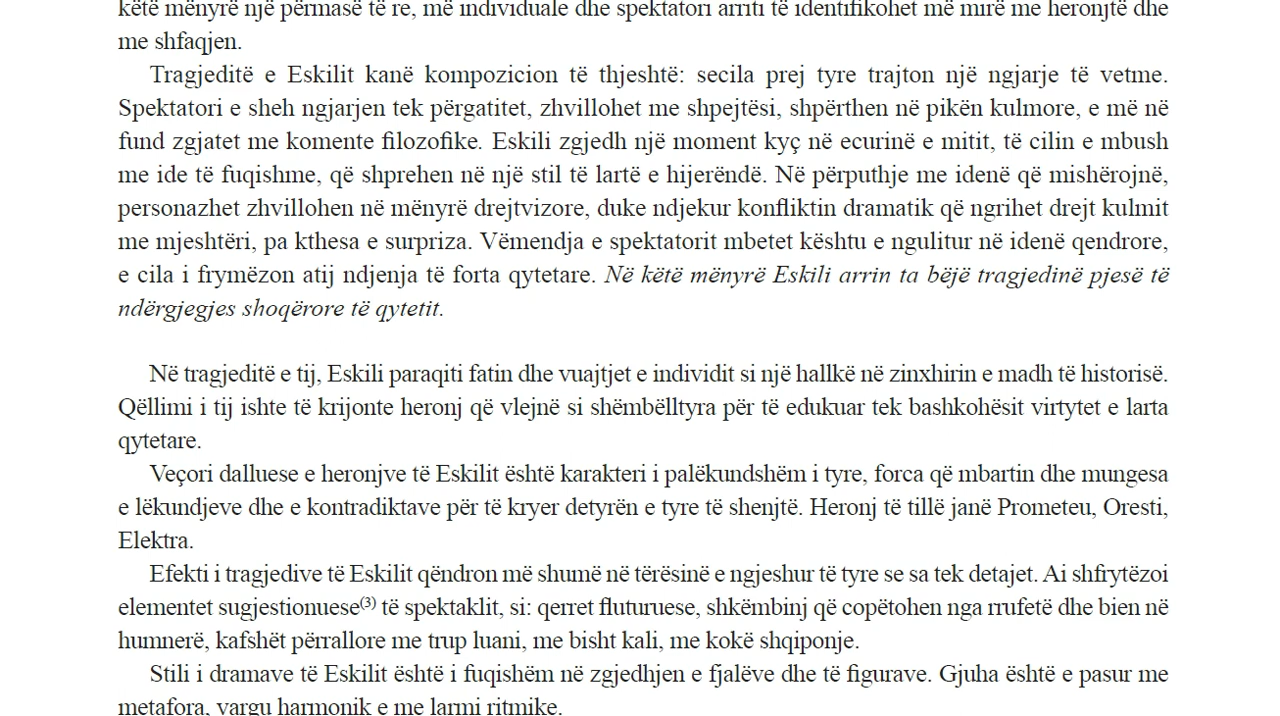 këtë mënyrë një përmasë të re, më individuale dhe spektatori arriti të identifikohet më mirë me heronjtë dhe
me shfaqjen.
Tragjeditë e Eskilit kanë kompozicion të thjeshtë: secila prej tyre trajton një ngjarje të vetme.
Spektatori e sheh ngjarjen tek përgatitet, zhvillohet me shpejtësi, shpërthen në pikën kulmore, e më në
fund zgjatet me komente filozofike. Eskili zgjedh një moment kyç në ecurinë e mitit, të cilin e mbush
me ide të fuqishme, që shprehen në një stil të lartë e hijerëndë. Në përputhje me idenë që mishërojnë,
personazhet zhvillohen në mënyrë drejtvizore, duke ndjekur konfliktin dramatik që ngrihet drejt kulmit
me mjeshtëri, pa kthesa e surpriza. Vëmendja e spektatorit mbetet kështu e ngulitur në idenë qendrore,
e cila i frymëzon atij ndjenja të forta qytetare. Në këtë mënyrë Eskili arrin ta bëjë tragjedinë pjesë të
ndërgjegjes shoqërore të qytetit.
Në tragjeditë e tij, Eskili paraqiti fatin dhe vuajtjet e individit si një hallkë në zinxhirin e madh të historisë.
Qëllimi i tij ishte të krijonte heronj që vlejnë si shëmbëlltyra për të edukuar tek bashkohësit virtytet e larta
qytetare.
Veçori dalluese e heronjve të Eskilit është karakteri i palëkundshëm i tyre, forca që mbartin dhe mungesa
e lëkundjeve dhe e kontradiktave për të kryer detyrën e tyre të shenjtë. Heronj të tillë janë Prometeu, Oresti,
Elektra.
Efekti i tragjedive të Eskilit qëndron më shumë në tërësinë e ngjeshur të tyre se sa tek detajet. Ai shfrytëzoi
elementet sugjestionuese(3) të spektaklit, si: qerret fluturuese, shkëmbinj që copëtohen nga rrufetë dhe bien në
humnerë, kafshët përrallore me trup luani, me bisht kali, me kokë shqiponje.
Stili i dramave të Eskilit është i fuqishëm në zgjedhjen e fjalëve dhe të figurave. Gjuha është e pasur me
metafora, vargu harmonik e me larmi ritmike.